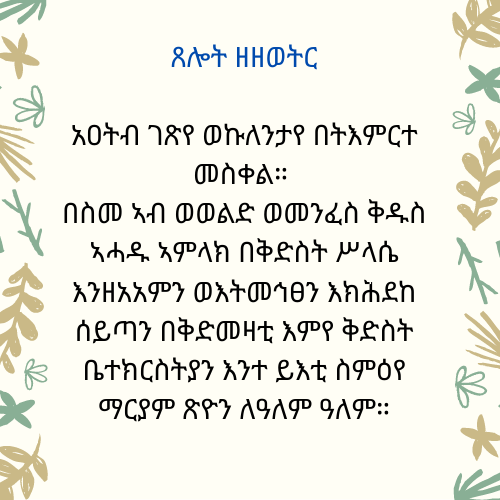 ጸሎት ዘዘወትር
አዐትብ ገጽየ ወኩለንታየ በትእምርተ
መስቀል።
በስመ ኣብ ወወልድ ወመንፈስ ቅዱስ
ኣሓዱ ኣምላክ በቅድስት ሥላሴ
እንዘአአምን ወእትመኅፀን እክሕደከ
ሰይጣን በቅድመዛቲ እምየ ቅድስት
ቤተክርስትያን እንተ ይእቲ ስምዕየ
ማርያም ጽዮን ለዓለም ዓለም።